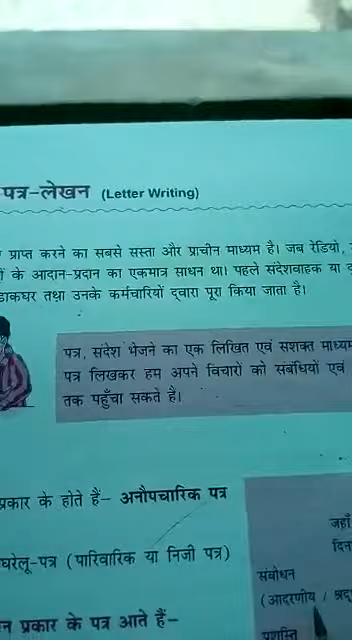 पत्र-लेखन (Letter Writing)
प्राप्त करने का सबसे सस्ता और प्राचीन माध्यम है। जब रेडियो,
के आदान-प्रदान का एकमात्र साधन था। पहले संदेशवाहक या
डाकघर तथा उनके कर्मचारियों द्वारा पूरा किया जाता है।
पत्र, संदेश भेजने का एक लिखित एवं सशक्त माध्यम
पत्र लिखकर हम अपने विचारों को संबंधियों एवं
तक पहुँचा सकते हैं।
प्रकार के होते हैं- अनौपचारिक पत्र
जहाँ
दिन
घरेलू-पत्र (पारिवारिक या निजी पत्र)
संबोधन
(आदरणीय /
प्रकार के पत्र आते हैं-
प्रशस्ति